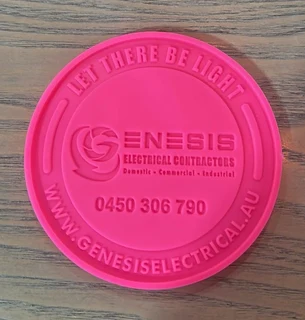 LET THERE BE LIGHT
GENESIS
ELECTRICAL CONTRACTORS
Domestic • Commercial • Industrial
0450 306 790
WWW.GENESISELECTRICAL.AU